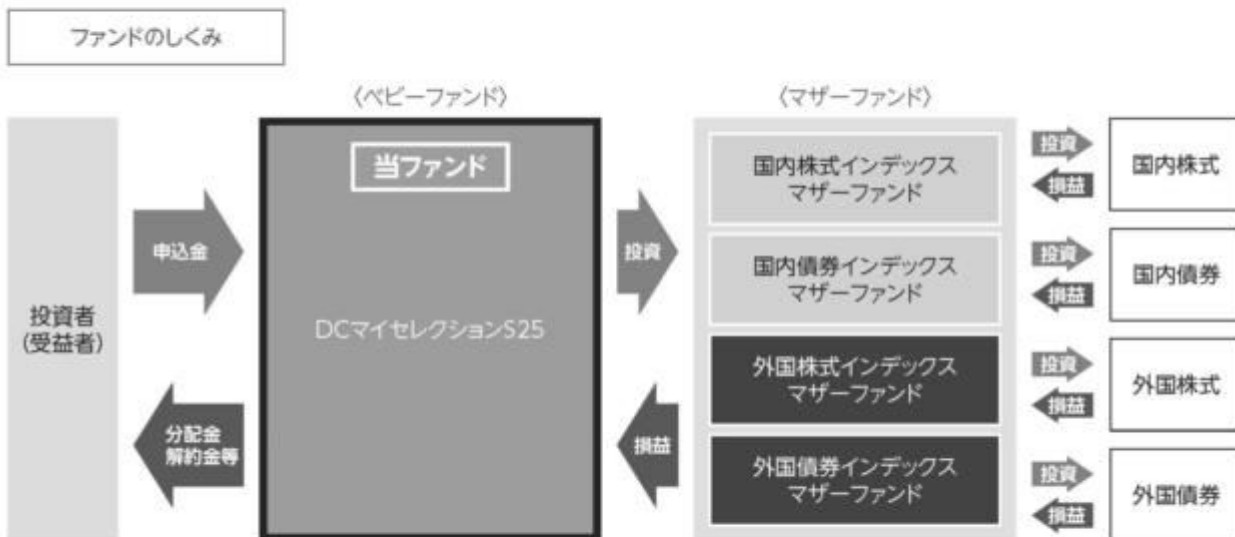 ファンドのしくみ
〈ベビーファンド〉
〈マザーファンド〉
投資者
(受益者)
申込金
分配金
解約金等
当ファンド
DCマイセレクションS25
投資
損益
国内株式インデックス
マザーファンド
国内債券インデックス
マザーファンド
外国株式インデックス
マザーファンド
外国債券インデックス
マザーファンド
投資
損益
国内株式
投資
損益
国内債券
投資
損益
外国株式
投資
損益
外国債券